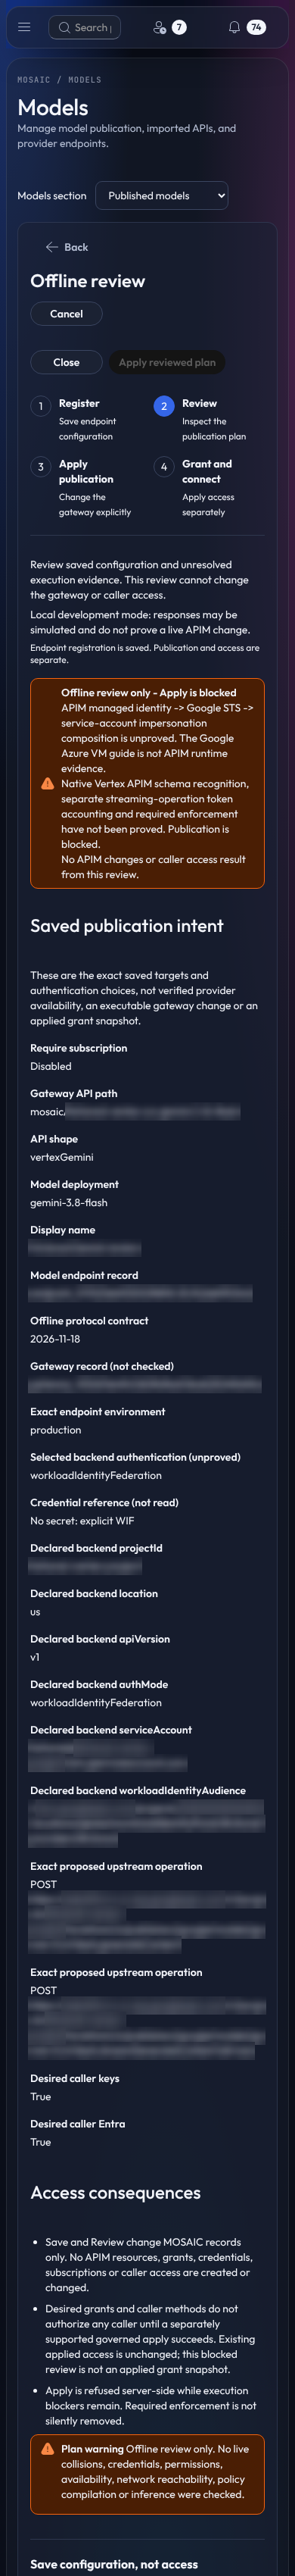 Search
7
74
MOSAIC / MODELS
Models
Manage model publication, imported APIs, and
provider endpoints.
Models section
Published models
Back
Offline review
Cancel
Close
Apply reviewed plan
1
Register
Save endpoint
configuration
2
Review
Inspect the
publication plan
3
Apply
publication
Change the
gateway explicitly
4
Grant and
connect
Apply access
separately
Review saved configuration and unresolved
execution evidence. This review cannot change
the gateway or caller access.
Local development mode: responses may be
simulated and do not prove a live APIM change.
Endpoint registration is saved. Publication and access are
separate.
Offline review only - Apply is blocked
APIM managed identity -> Google STS ->
service-account impersonation
composition is unproved. The Google
Azure VM guide is not APIM runtime
evidence.
Native Vertex APIM schema recognition,
separate streaming-operation token
accounting and required enforcement
have not been proved. Publication is
blocked.
No APIM changes or caller access result
from this review.
Saved publication intent
These are the exact saved targets and
authentication choices, not verified provider
availability, an executable gateway change or an
applied grant snapshot.
Require subscription
Disabled
Gateway API path
mosaic
API shape
vertexGemini
Model deployment
gemini-3.8-flash
Display name
Model endpoint record
Offline protocol contract
2026-11-18
Gateway record (not checked)
Exact endpoint environment
production
Selected backend authentication (unproved)
workloadIdentityFederation
Credential reference (not read)
No secret: explicit WIF
Declared backend projectId
Declared backend location
us
Declared backend apiVersion
v1
Declared backend authMode
workloadIdentityFederation
Declared backend serviceAccount
Declared backend workloadIdentityAudience
Exact proposed upstream operation
POST
Exact proposed upstream operation
POST
Desired caller keys
True
Desired caller Entra
True
Access consequences
• Save and Review change MOSAIC records
only. No APIM resources, grants, credentials,
subscriptions or caller access are created or
changed.
• Desired grants and caller methods do not
authorize any caller until a separately
supported governed apply succeeds. Existing
applied access is unchanged; this blocked
review is not an applied grant snapshot.
• Apply is refused server-side while execution
blockers remain. Required enforcement is not
silently removed.
Plan warning Offline review only. No live
collisions, credentials, permissions,
availability, network reachability, policy
compilation or inference were checked.
Save configuration, not access